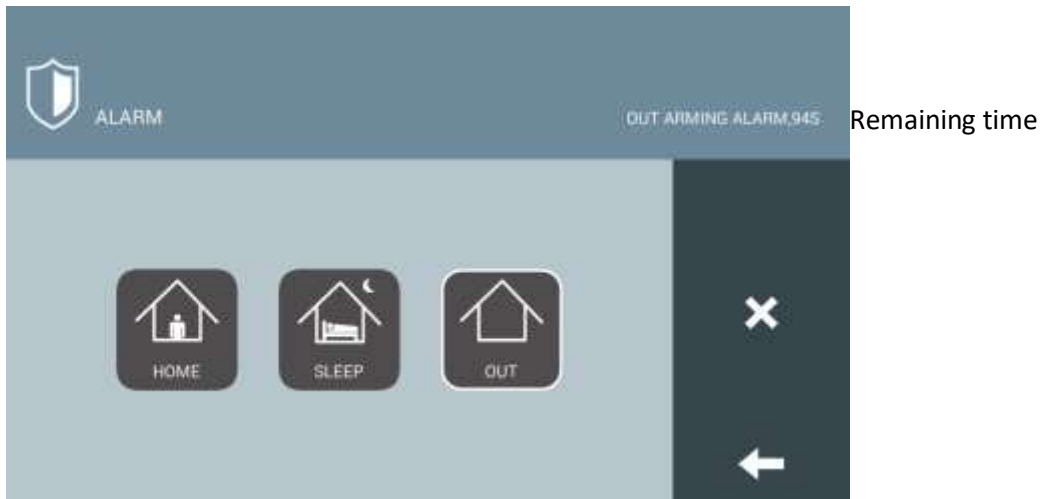 ALARM
OUT ARMING ALARM,94S
Remaining time
HOME
SLEEP
OUT